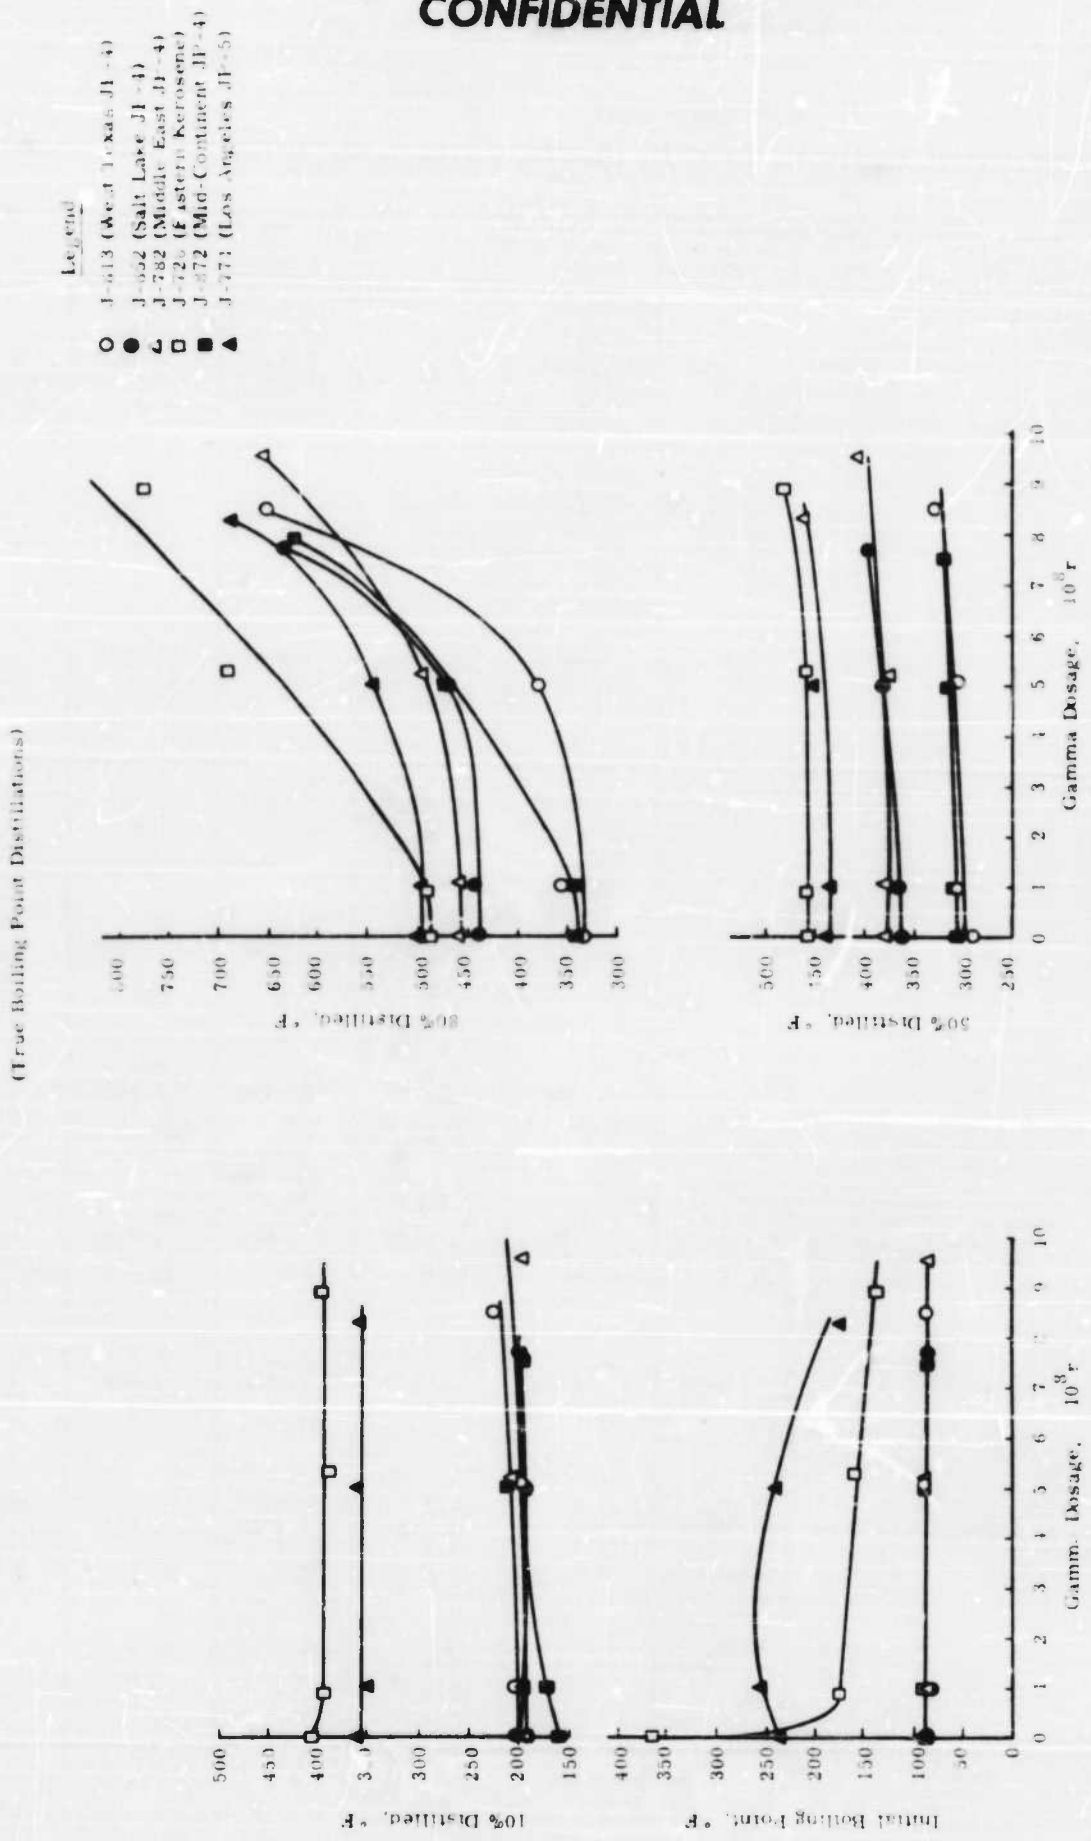 CONFIDENTIAL
(True Boiling Point Distillations)
Legend
(West Texas JP-4)
(Salt Lake JP-4)
J-782 (Middle East JP-4)
(Eastern Kerosene)
J-872 (Mid-Continent JP-4)
J-771 (Los Angeles JP-5)
80% Distilled, °F
800
750
700
650
600
550
500
450
400
350
300
50% Distilled, °F
500
450
400
350
300
250
0 1 2 3 4 5 6 7 8 9 10
Gamma Dosage, 10⁸ r
10% Distilled, °F
500
450
400
350
300
250
200
150
Initial Boiling Point, °F
400
350
300
250
200
150
100
50
0
0 1 2 3 4 5 6 7 9 10
Gamm. Dosage, 10⁸ r